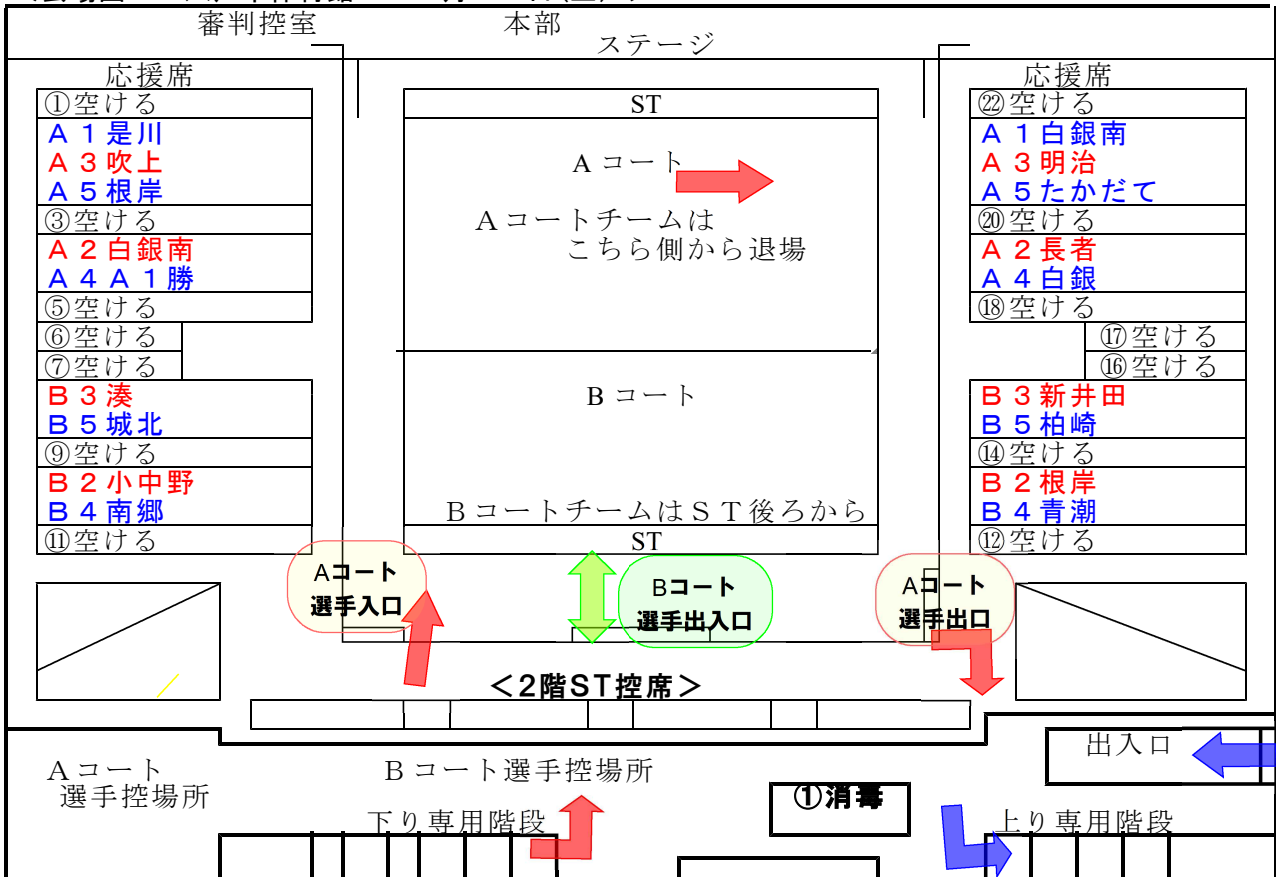 審判控室
本部
ステージ
応援席
①空ける
A１是川
A３吹上
A５根岸
③空ける
A２白銀南
A４A１勝
⑤空ける
⑥空ける
⑦空ける
B３湊
B５城北
⑨空ける
B２小中野
B４南郷
⑪空ける
ST
Aコート
Aコートチームは
こちら側から退場
Bコート
BコートチームはＳＴ後ろから
ST
応援席
㉒空ける
A１白銀南
A３明治
A５たかだて
⑳空ける
A２長者
A４白銀
⑱空ける
⑰空ける
⑯空ける
B３新井田
B５柏崎
⑭空ける
B２根岸
B４青潮
⑫空ける
Aコート
選手入口
Bコート
選手出入口
Aコート
選手出口
＜2階ST控席＞
Aコート
選手控場所
Bコート選手控場所
下り専用階段
①消毒
出入口
上り専用階段